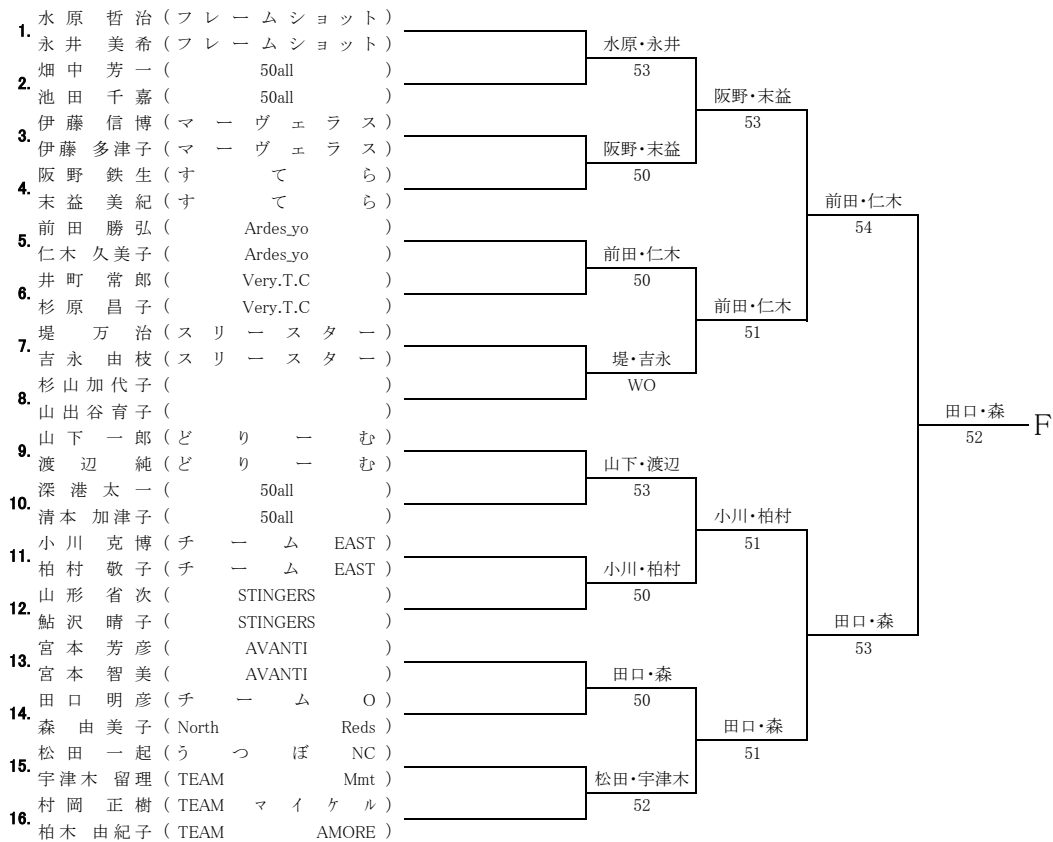 1.
水原 哲治(フレームショット)
永井 美希(フレームショット)
2.
畑中 芳一( 50all )
池田 千嘉( 50all )
3.
伊藤 信博(マーヴェラス)
伊藤 多津子(マーヴェラス)
4.
阪野 鉄生(すてら)
末益 美紀(すてら)
5.
前田 勝弘( Ardes_yo )
仁木 久美子( Ardes_yo )
6.
井町 常郎( Very.T.C )
杉原 昌子( Very.T.C )
7.
堤 万治(スリースター)
吉永 由枝(スリースター)
8.
杉山加代子( )
山出谷育子( )
9.
山下 一郎(どりーむ)
渡辺 純(どりーむ)
10.
深港太一( 50all )
清本 加津子( 50all )
11.
小川 克博(チーム EAST)
柏村 敬子(チーム EAST)
12.
山形 省次( STINGERS )
鮎沢 晴子( STINGERS )
13.
宮本 芳彦( AVANTI )
宮本 智美( AVANTI )
14.
田口 明彦(チーム O)
森 由美子(North Reds)
15.
松田 一起(うつぼ NC)
宇津木 留理(TEAM Mmt)
16.
村岡 正樹(TEAM マイケル)
柏木 由紀子(TEAM AMORE)
水原・永井
53
阪野・末益
50
前田・仁木
50
堤・吉永
WO
山下・渡辺
53
小川・柏村
50
田口・森
50
松田・宇津木
52
阪野・末益
53
前田・仁木
51
小川・柏村
51
田口・森
51
前田・仁木
54
田口・森
53
田口・森
52
F